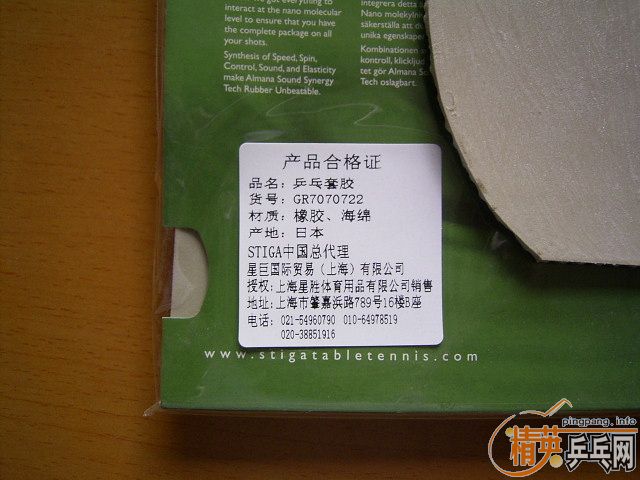 we got everything to
interact at the nano molecular
level to ensure that you have
the complete package on all
your shots.
Synthesis of Speed, Spin,
Control, Sound, and Elasticity
make Almana Sound Synergy
Tech Rubber Unbeatable.
integrera detta
Nano molekyl
säkerställa att d
unika egenskaper
Kombinationen a
kontroll, klickljud
tet gör Almana S
Tech oslagbart.
产品合格证
品名：乒乓套胶
货号：GR7070722
材质：橡胶、海绵
产地：日本
STIGA中国总代理
星巨国际贸易（上海）有限公司
授权：上海星胜体育用品有限公司销售
地址：上海市肇嘉浜路789号16楼B座
电话：021-54960790 010-64978519
020-38851916
www.stigatabletennis.com
pingpang.info
精英乒乓网